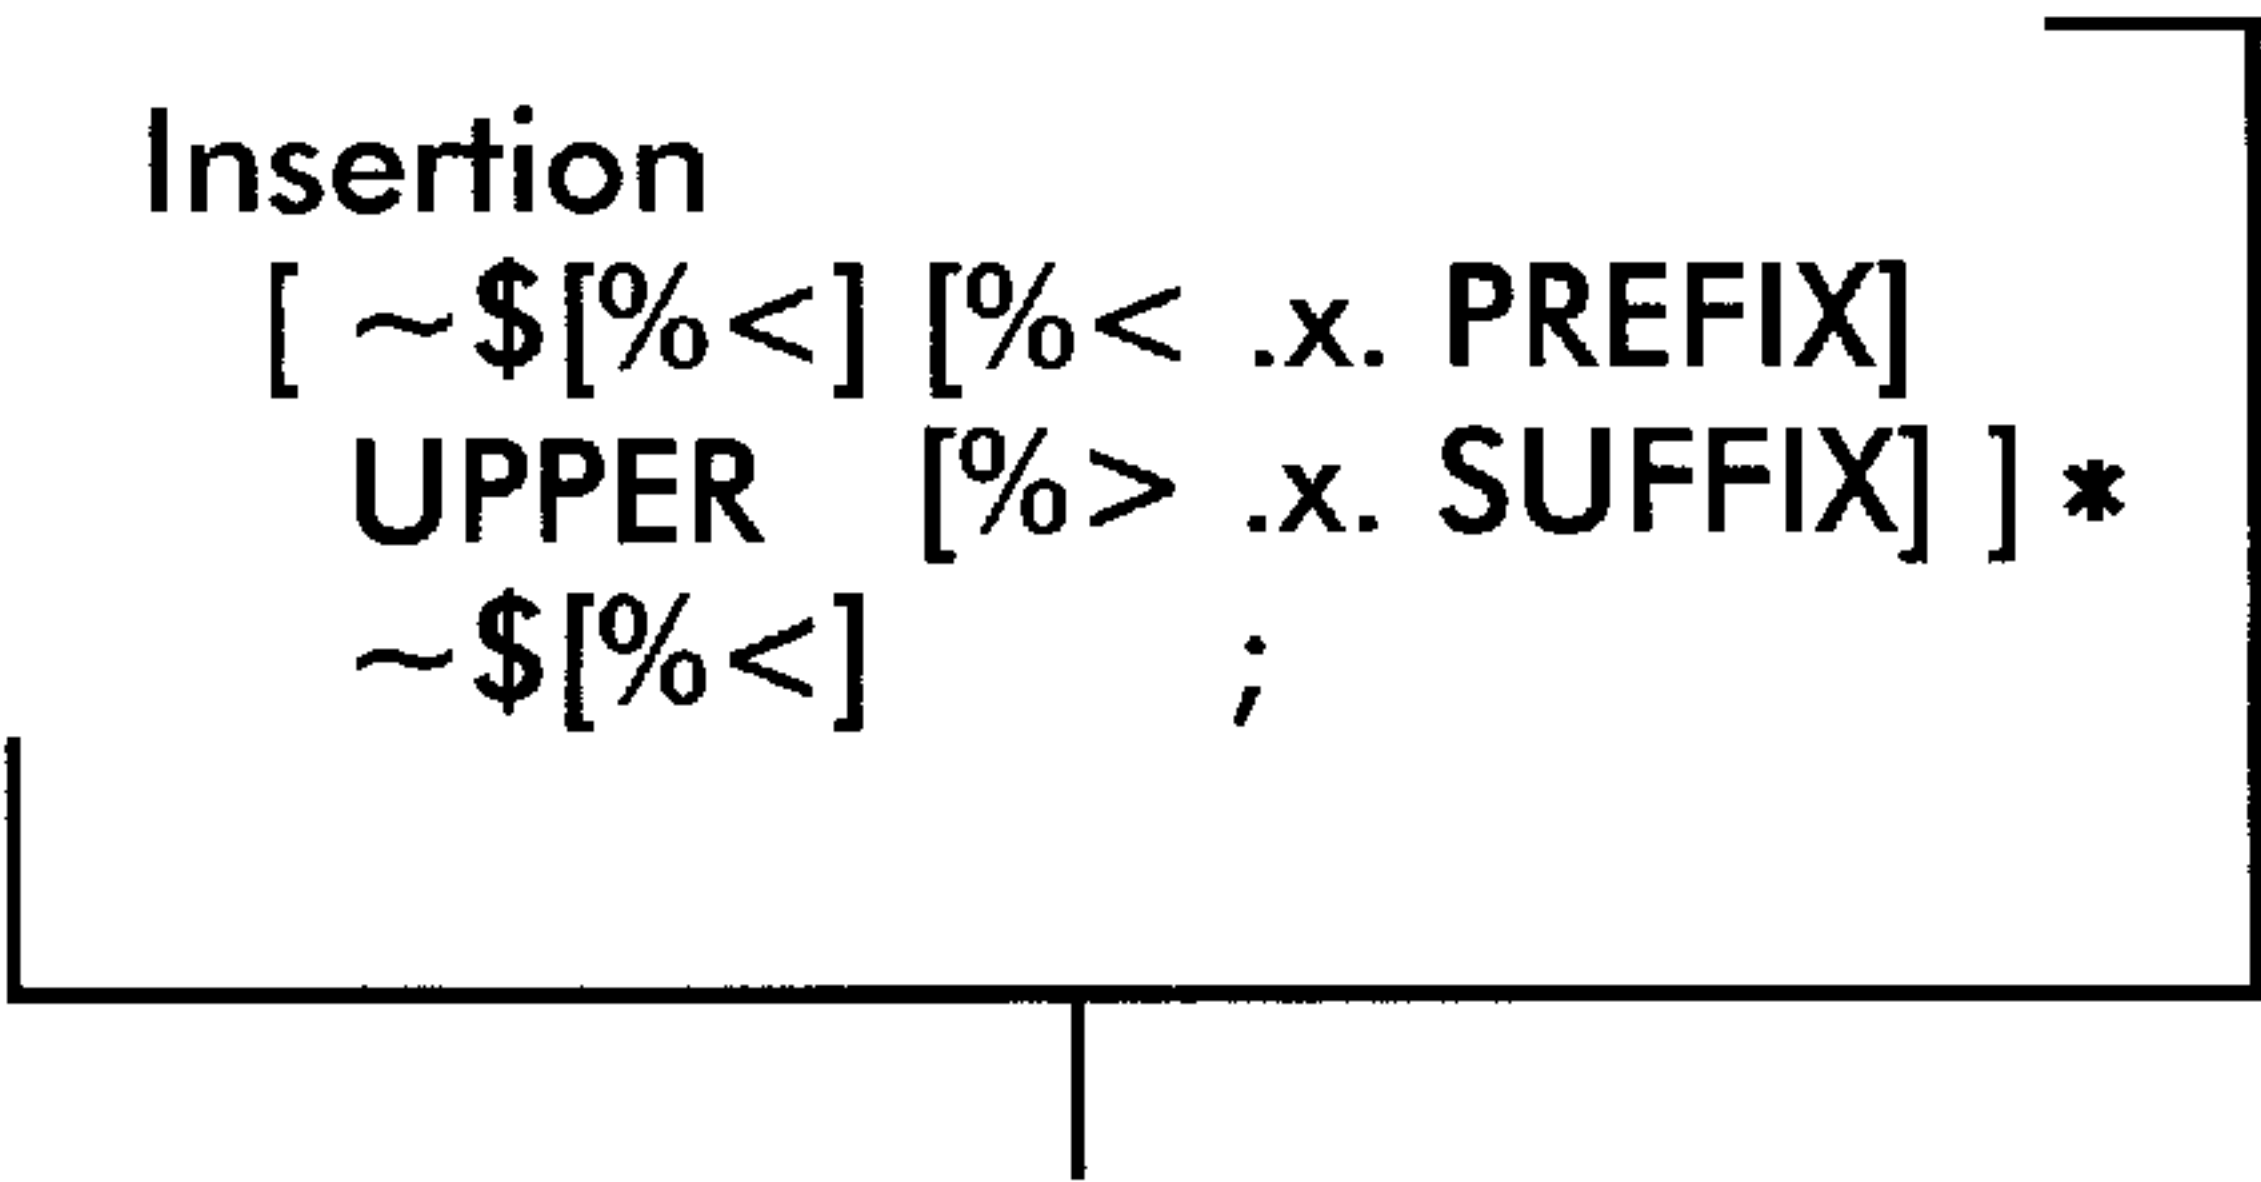 Insertion
[ ~$[%<] [%< .x. PREFIX]
UPPER [%> .x. SUFFIX] ] *
~$[%<] ;